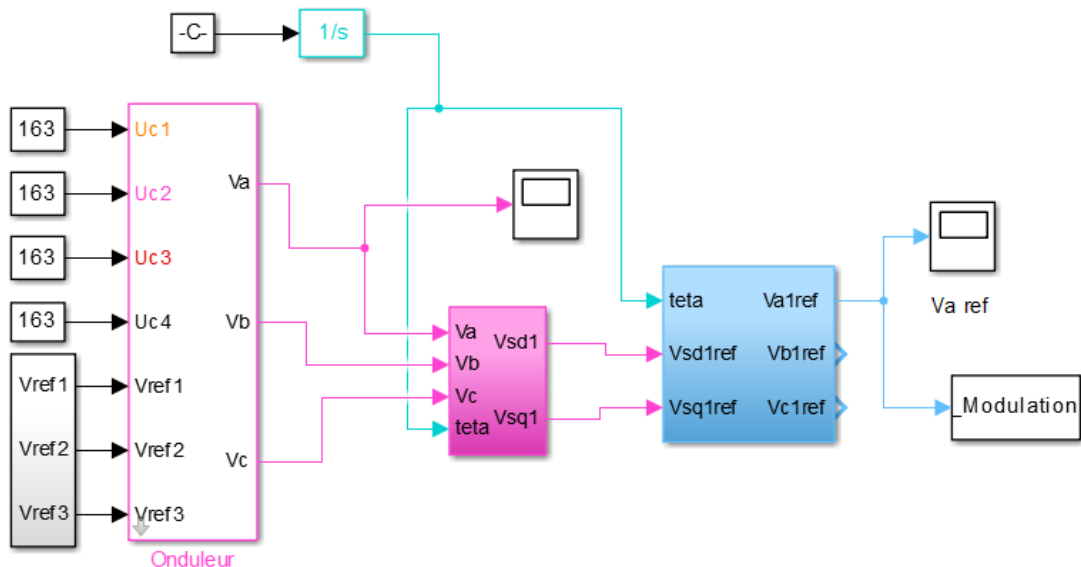 -C-
1/s
163
Uc1
163
Uc2
163
Uc3
163
Uc4
Vref1
Vref1
Vref2
Vref2
Vref3
Vref3
Va
Vb
Vc
Onduleur
Va
Vb
Vc
teta
Vsd1
Vsq1
teta
Vsd1ref
Vsq1ref
Va1ref
Vb1ref
Vc1ref
Va ref
_Modulation